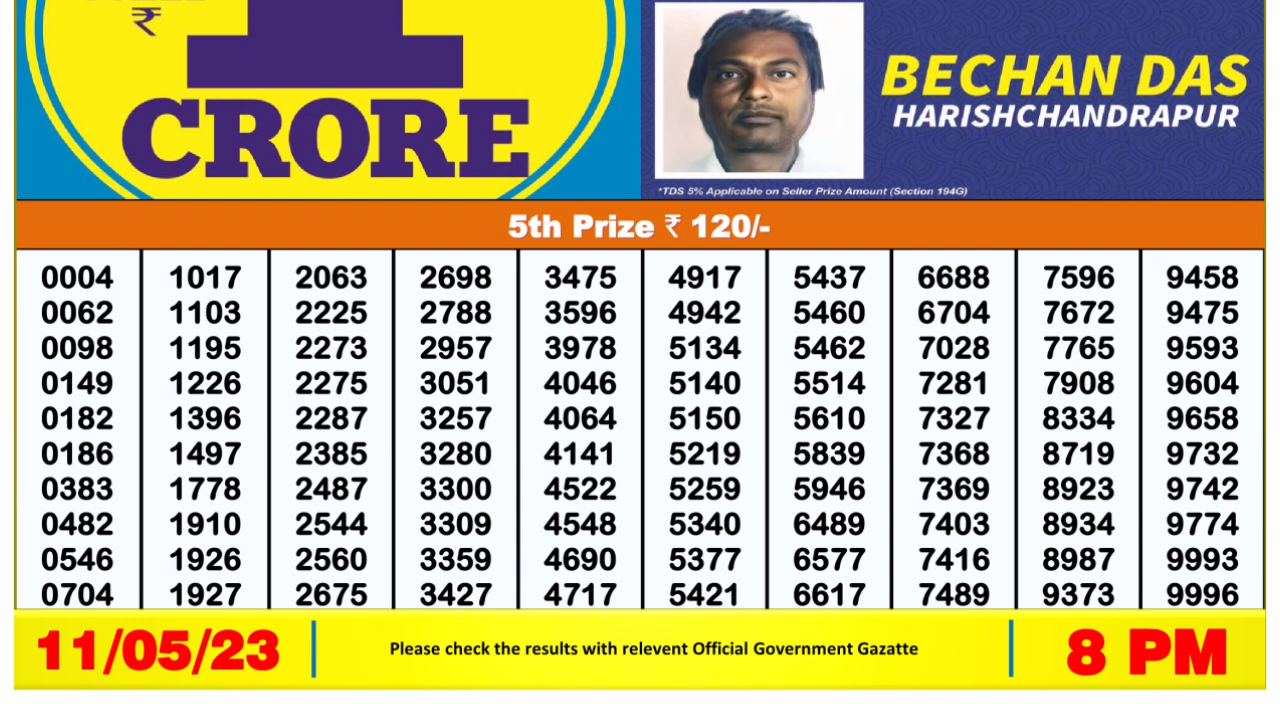 ₹
1
CRORE
BECHAN DAS
HARISHCHANDRAPUR
*TDS 5% Applicable on Seller Prize Amount (Section 194G)
5th Prize ₹ 120/-
0004 1017 2063 2698 3475 4917 5437 6688 7596 9458
0062 1103 2225 2788 3596 4942 5460 6704 7672 9475
0098 1195 2273 2957 3978 5134 5462 7028 7765 9593
0149 1226 2275 3051 4046 5140 5514 7281 7908 9604
0182 1396 2287 3257 4064 5150 5610 7327 8334 9658
0186 1497 2385 3280 4141 5219 5839 7368 8719 9732
0383 1778 2487 3300 4522 5259 5946 7369 8923 9742
0482 1910 2544 3309 4548 5340 6489 7403 8934 9774
0546 1926 2560 3359 4690 5377 6577 7416 8987 9993
0704 1927 2675 3427 4717 5421 6617 7489 9373 9996
11/05/23 Please check the results with relevent Official Government Gazatte 8 PM